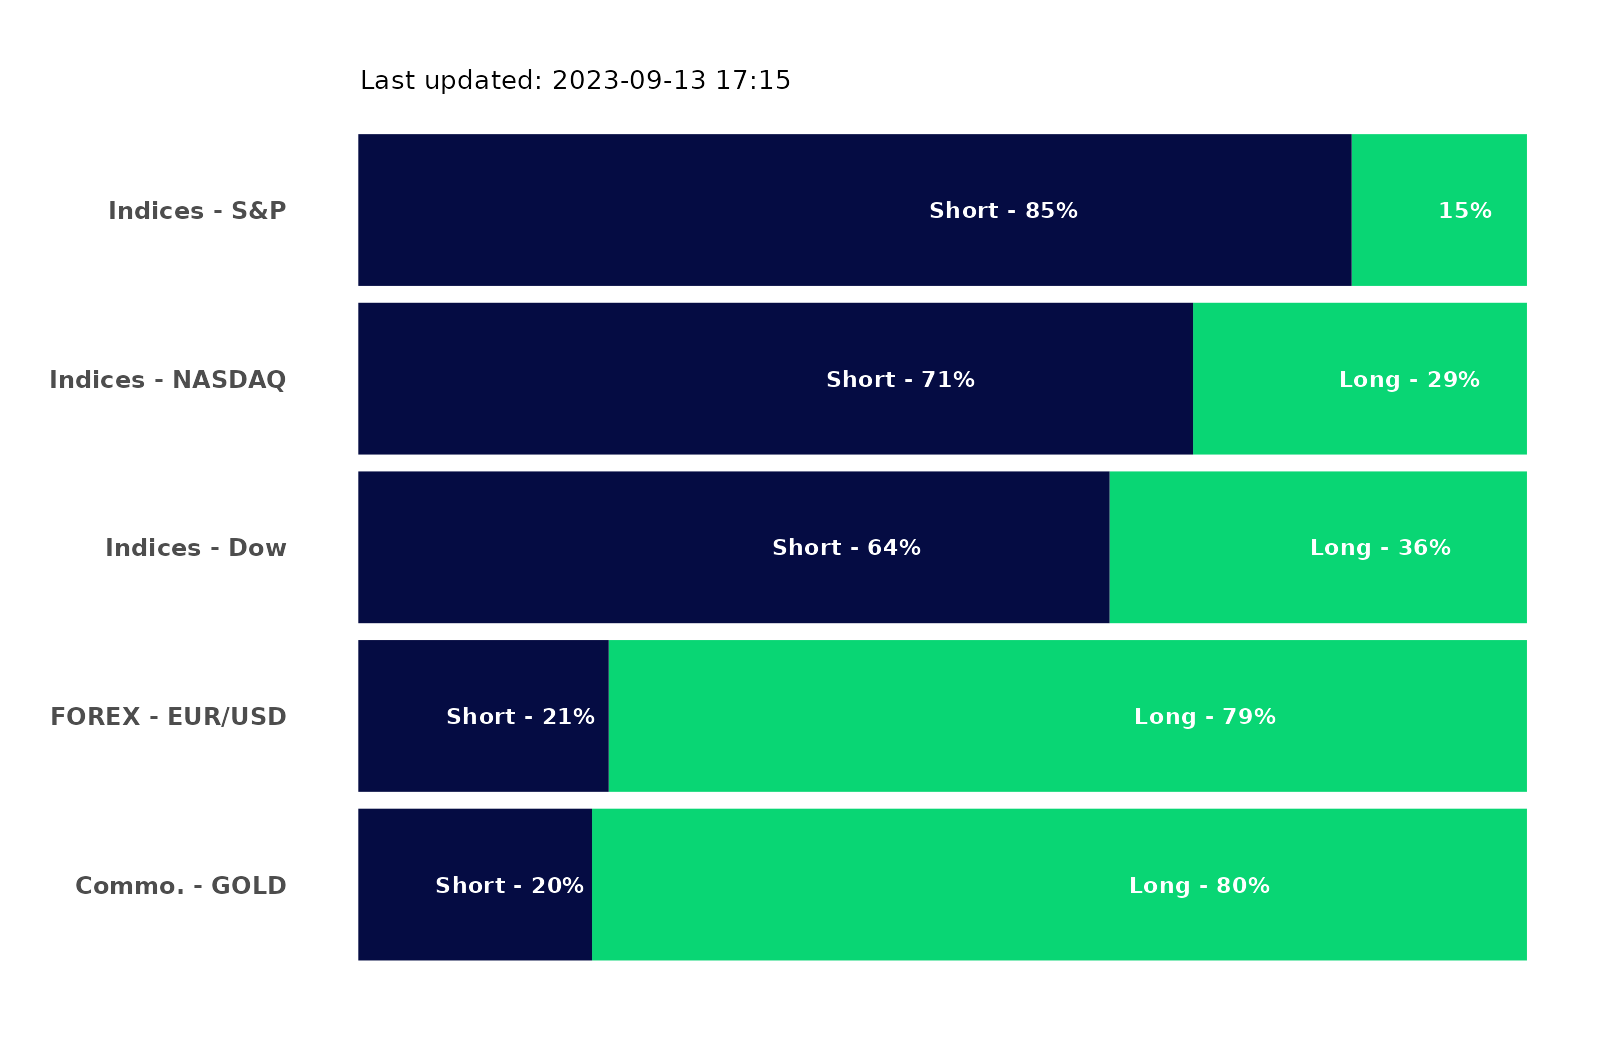 Last updated: 2023-09-13 17:15
Indices - S&P
Short - 85%
15%
Indices - NASDAQ
Short - 71%
Long - 29%
Indices - Dow
Short - 64%
Long - 36%
FOREX - EUR/USD
Short - 21%
Long - 79%
Commo. - GOLD
Short - 20%
Long - 80%